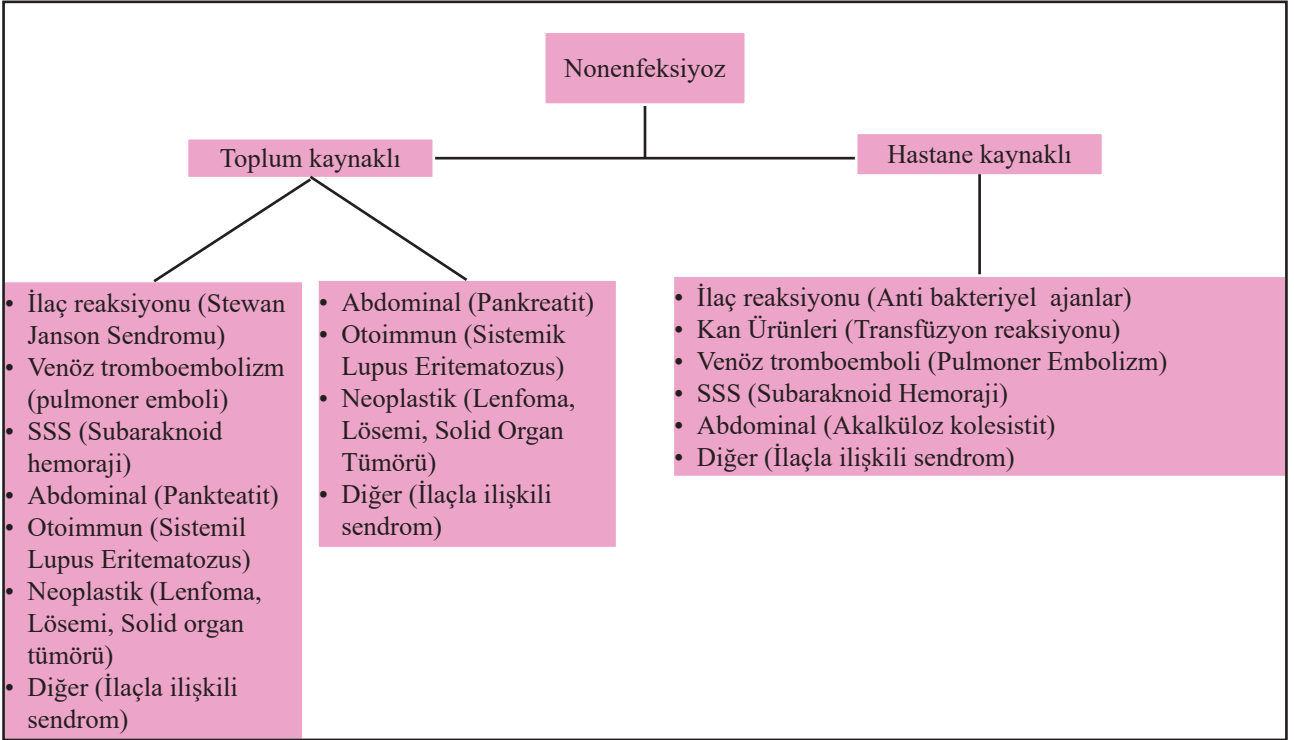 Nonenfeksiyoz
Toplum kaynaklı
Hastane kaynaklı
• İlaç reaksiyonu (Stewan
Janson Sendromu)
• Venöz tromboembolizm
(pulmoner emboli)
• SSS (Subaraknoid
hemoraji)
• Abdominal (Pankteatit)
• Otoimmun (Sistemil
Lupus Eritematozus)
• Neoplastik (Lenfoma,
Lösemi, Solid organ
tümörü)
• Diğer (İlaçla ilişkili
sendrom)
• Abdominal (Pankreatit)
• Otoimmun (Sistemik
Lupus Eritematozus)
• Neoplastik (Lenfoma,
Lösemi, Solid Organ
Tümörü)
• Diğer (İlaçla ilişkili
sendrom)
• İlaç reaksiyonu (Anti bakteriyel ajanlar)
• Kan Ürünleri (Transfüzyon reaksiyonu)
• Venöz tromboemboli (Pulmoner Embolizm)
• SSS (Subaraknoid Hemoraji)
• Abdominal (Akalküloz kolesistit)
• Diğer (İlaçla ilişkili sendrom)